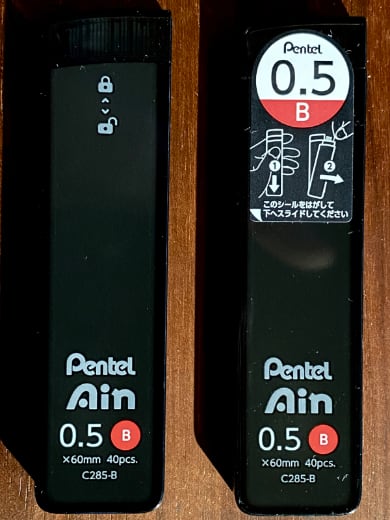 Pentel
Ain
0.5 B
×60mm 40pcs.
C285-B
Pentel
0.5
B
1
2
このシールをはがして
下へスライドしてください
Pentel
Ain
0.5 B
×60mm 40pcs.
C285-B